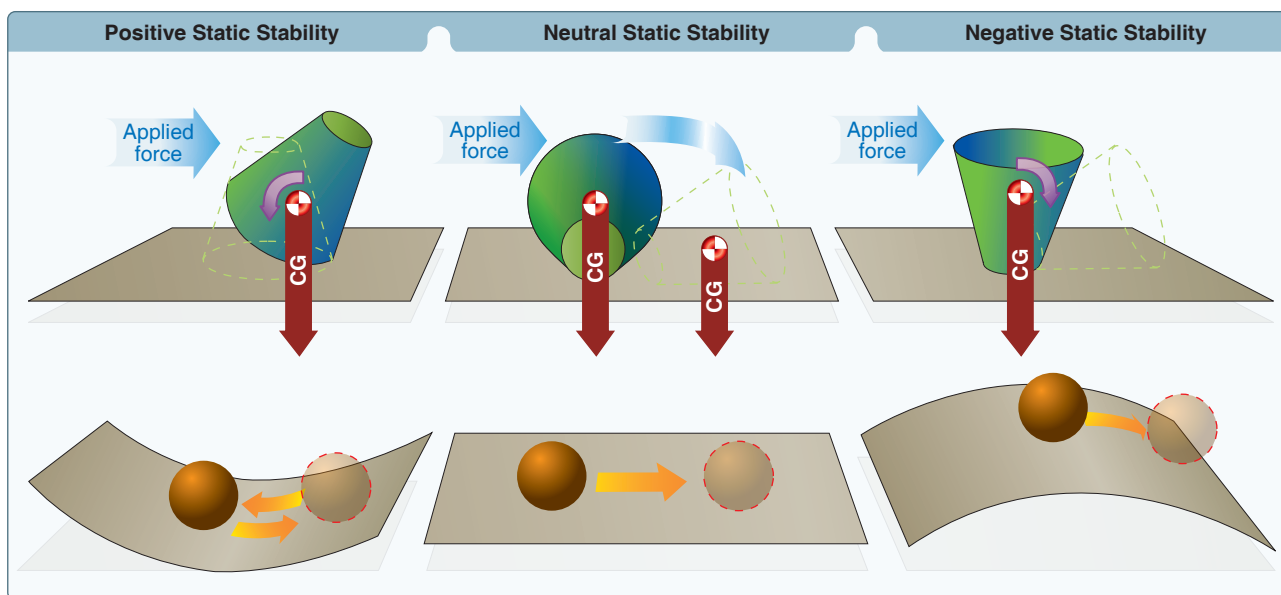 Positive Static Stability
Neutral Static Stability
Negative Static Stability
Applied
force
CG
Applied
force
CG
CG
Applied
force
CG